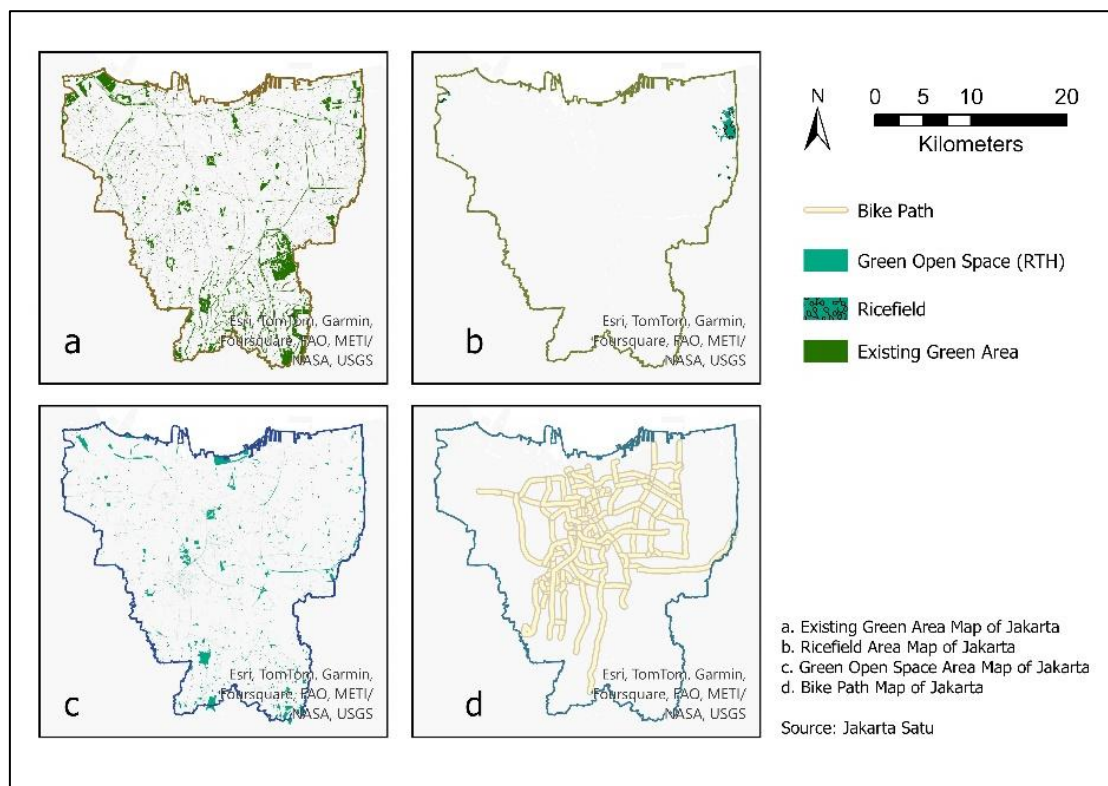 a
Esri, TomTom, Garmin,
Foursquare, FAO, METI/
NASA, USGS
b
Esri, TomTom, Garmin,
Foursquare, FAO, METI/
NASA, USGS
N
0 5 10 20
Kilometers
Bike Path
Green Open Space (RTH)
Ricefield
Existing Green Area
c
Esri, TomTom, Garmin,
Foursquare, FAO, METI/
NASA, USGS
d
Esri, TomTom, Garmin,
Foursquare, FAO, METI/
NASA, USGS
a. Existing Green Area Map of Jakarta
b. Ricefield Area Map of Jakarta
c. Green Open Space Area Map of Jakarta
d. Bike Path Map of Jakarta
Source: Jakarta Satu